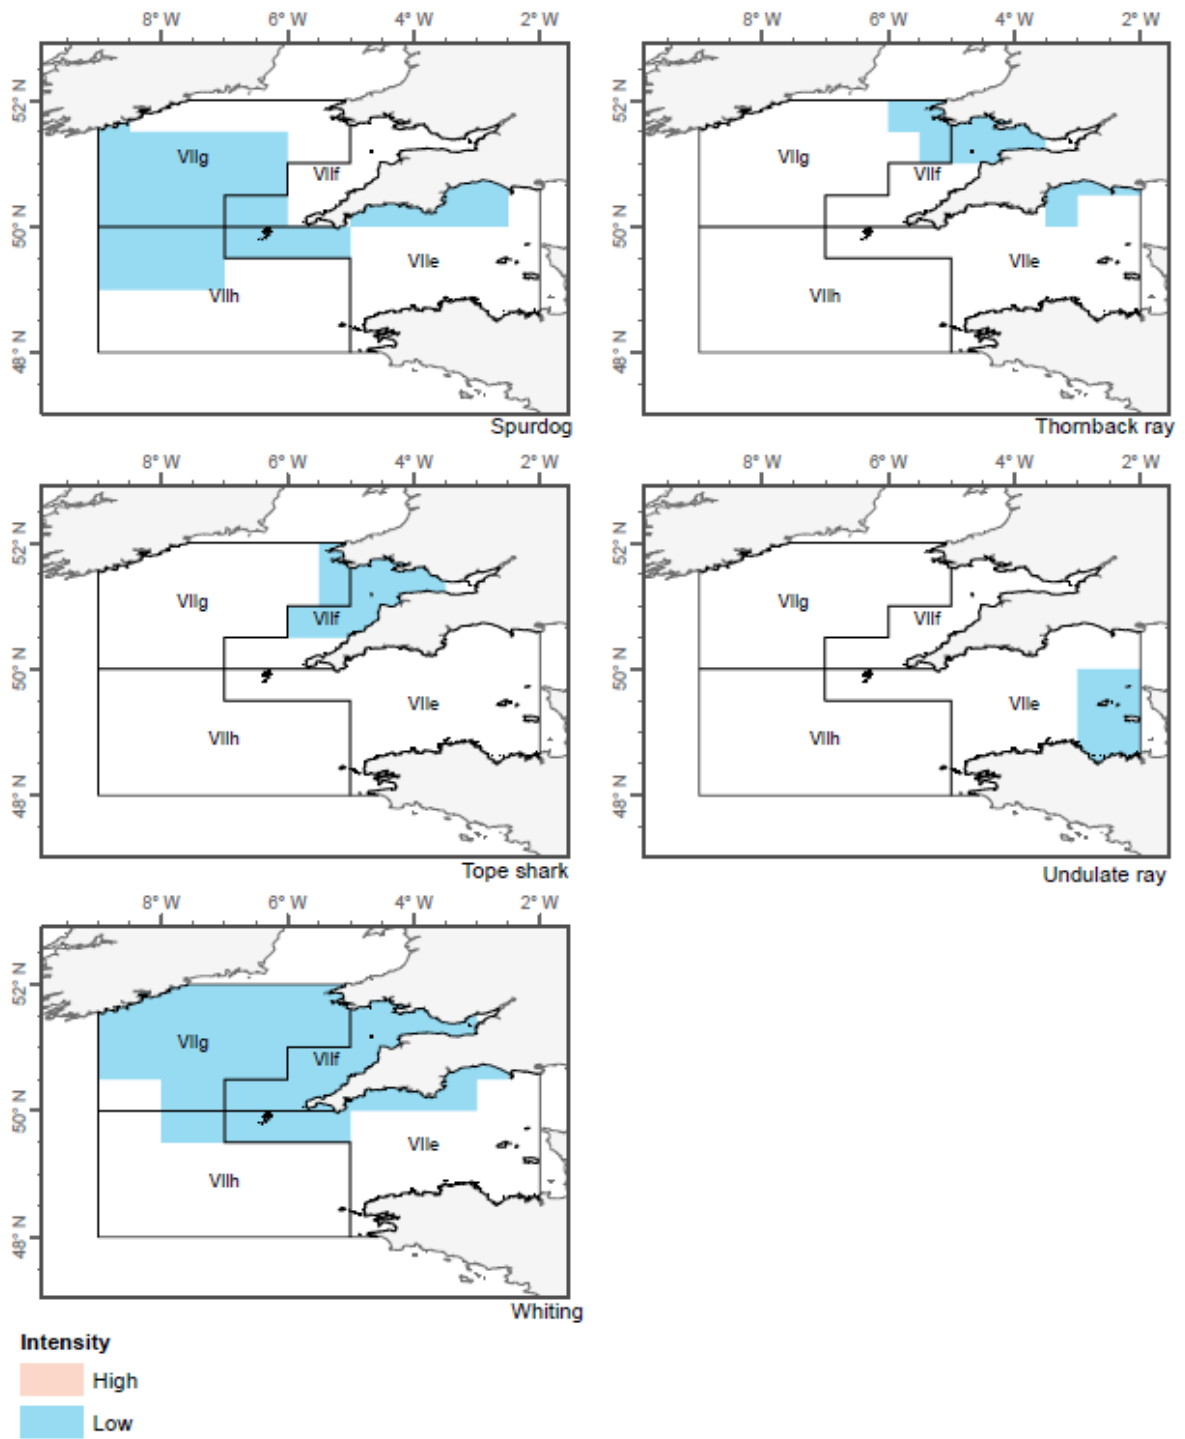 8° W 6° W 4° W 2° W
52° N
50° N
48° N
VIIg
VIIf
VIIe
VIIh
Spurdog
8° W 6° W 4° W 2° W
52° N
50° N
48° N
VIIg
VIIf
VIIe
VIIh
Thornback ray
8° W 6° W 4° W 2° W
52° N
50° N
48° N
VIIg
VIIf
VIIe
VIIh
Tope shark
8° W 6° W 4° W 2° W
52° N
50° N
48° N
VIIg
VIIf
VIIe
VIIh
Undulate ray
8° W 6° W 4° W 2° W
52° N
50° N
48° N
VIIg
VIIf
VIIe
VIIh
Whiting
Intensity
High
Low